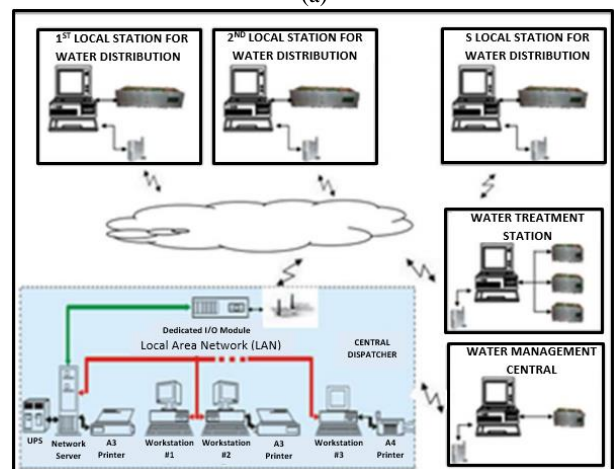 (a)
1ST LOCAL STATION FOR
WATER DISTRIBUTION
2ND LOCAL STATION FOR
WATER DISTRIBUTION
S LOCAL STATION FOR
WATER DISTRIBUTION
WATER TREATMENT
STATION
Dedicated I/O Module
Local Area Network (LAN)
CENTRAL
DISPATCHER
WATER MANAGEMENT
CENTRAL
UPS
Network
Server
A3
Printer
Workstation
#1
Workstation
#2
A3
Printer
Workstation
#3
A4
Printer